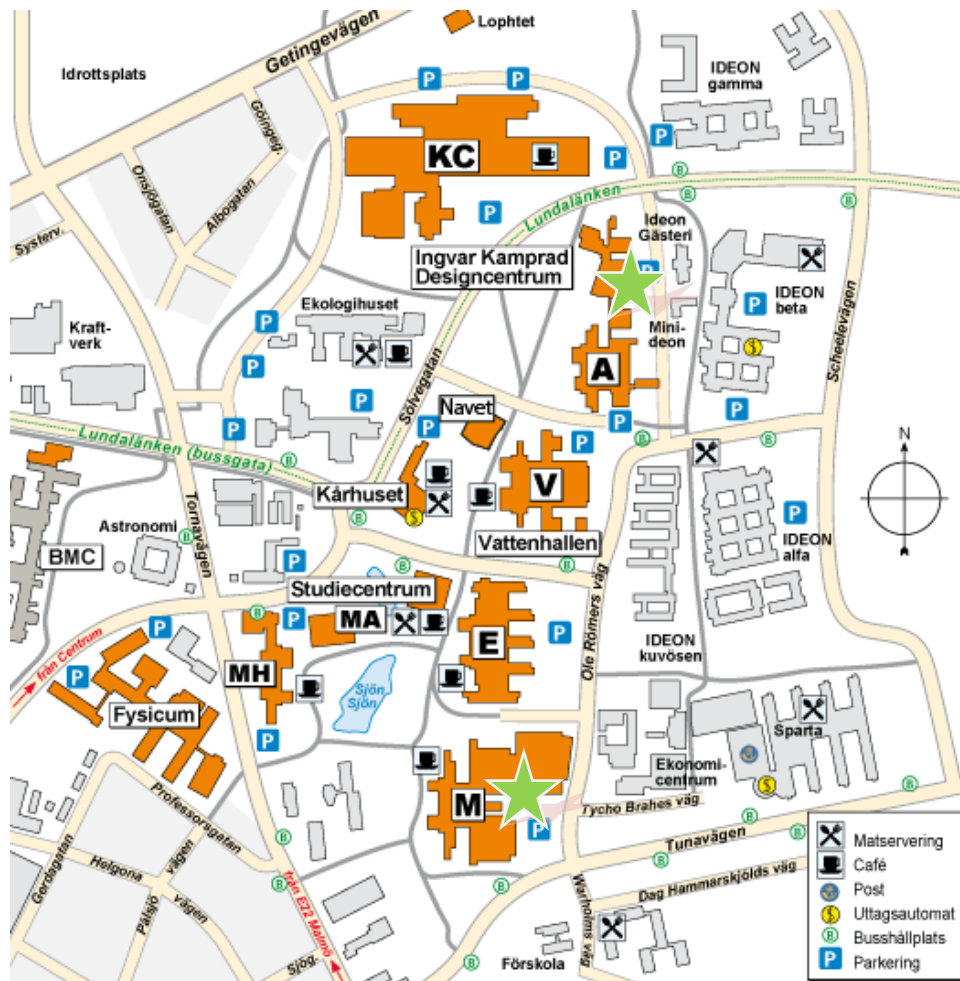 Lophtet
Getingevägen
Idrottsplats
IDEON
gamma
P
P
P
P
Göingeg.
KC
B
Onsjögatan
Albogatan
Lundalänken
B
B
B
P
Systerv.
Ideon
Gästeri
Ingvar Kamprad
Designcentrum
P
Ekologihuset
IDEON
beta
P
Kraft-
verk
P
Mini-
deon
Scheelevägen
$
P
A
Sölvegatan
P
Navet
P
P
P
P
P
B
B
Lundalänken (bussgata)
B
N
V
Kårhuset
$
B
P
Astronomi
B
Tornavägen
Vattenhallen
IDEON
alfa
BMC
P
B
B
Studiecentrum
MA
B
P
E
P
Ole Römers väg
IDEON
kuvösen
från Centrum
P
P
MH
Sjön
Sjön
Fysicum
P
Sparta
Ekonomi-
centrum
$
B
M
Tycho Brahes väg
P
Professorsgatan
Tunavägen
B
B
B
Helgona
vägen
B
Gerdagatan
Pålsjö
vägen
från E22 Malmö
B
Warholms väg
Dag Hammarskjölds väg
Sjög.
B
Förskola
Matservering
Café
Post
$ Uttagsautomat
B Busshållplats
P Parkering